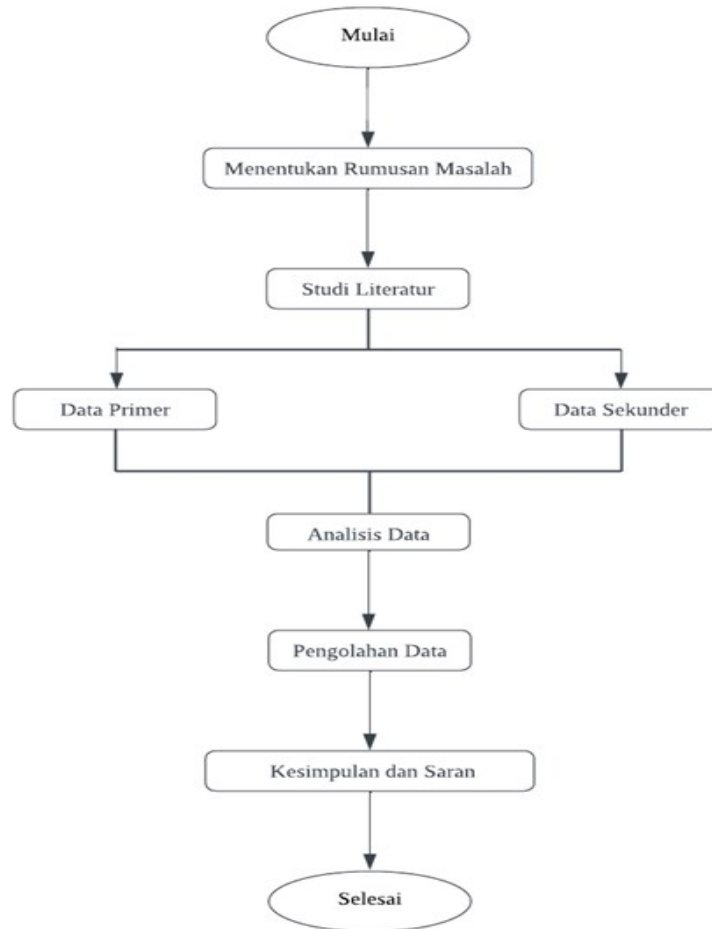 Mulai
Menentukan Rumusan Masalah
Studi Literatur
Data Primer
Data Sekunder
Analisis Data
Pengolahan Data
Kesimpulan dan Saran
Selesai